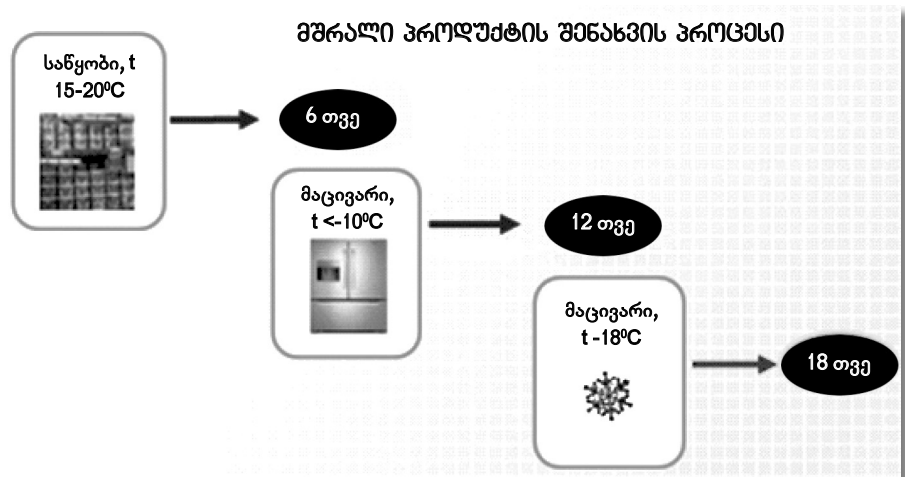 მშრალი პროდუქტის შენახვის პროცესი
საწყობი, t
15-20⁰C
6 თვე
მაცივარი,
t <-10⁰C
12 თვე
მაცივარი,
t -18⁰C
18 თვე